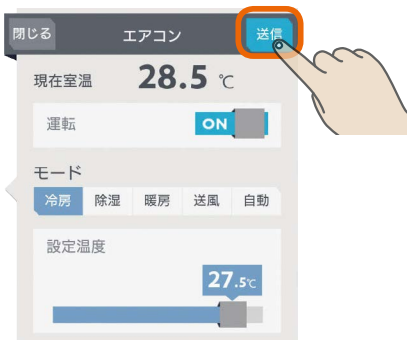 閉じる エアコン 送信
現在室温 28.5 ℃
運転 ON
モード
冷房 除湿 暖房 送風 自動
設定温度
27.5℃